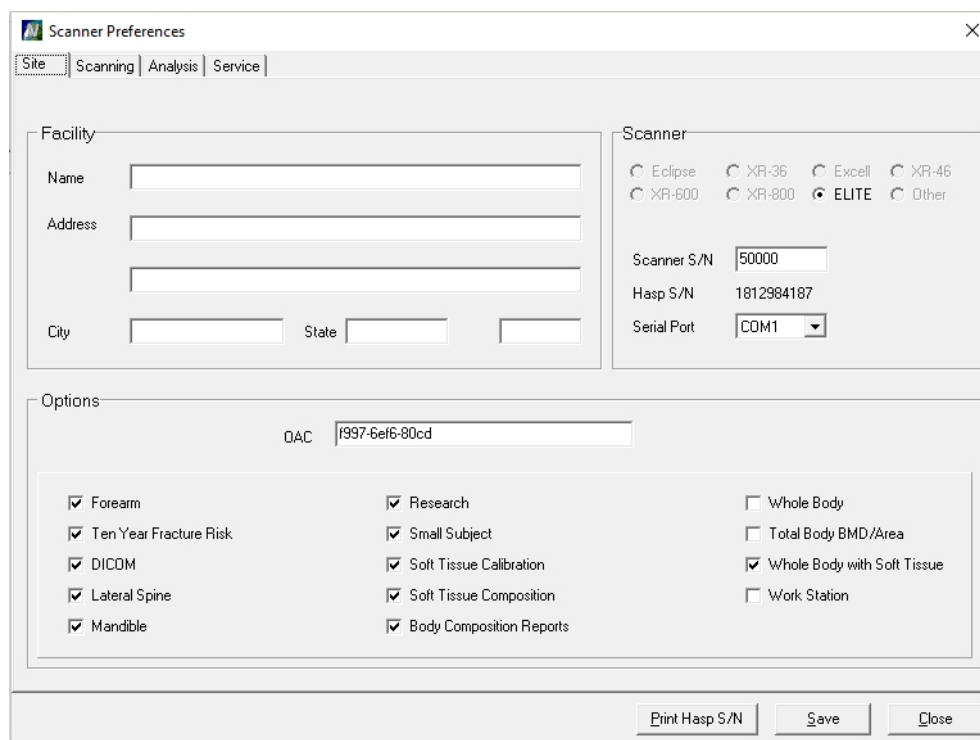 Scanner Preferences
Site Scanning Analysis Service
Facility
Name
Address
City State
Scanner
Eclipse XR-36 Excell XR-46
XR-600 XR-800 ELITE Other
Scanner S/N 50000
Hasp S/N 1812984187
Serial Port COM1
Options
OAC f997-6ef6-80cd
Forearm Research Whole Body
Ten Year Fracture Risk Small Subject Total Body BMD/Area
DICOM Soft Tissue Calibration Whole Body with Soft Tissue
Lateral Spine Soft Tissue Composition Work Station
Mandible Body Composition Reports
Print Hasp S/N Save Close